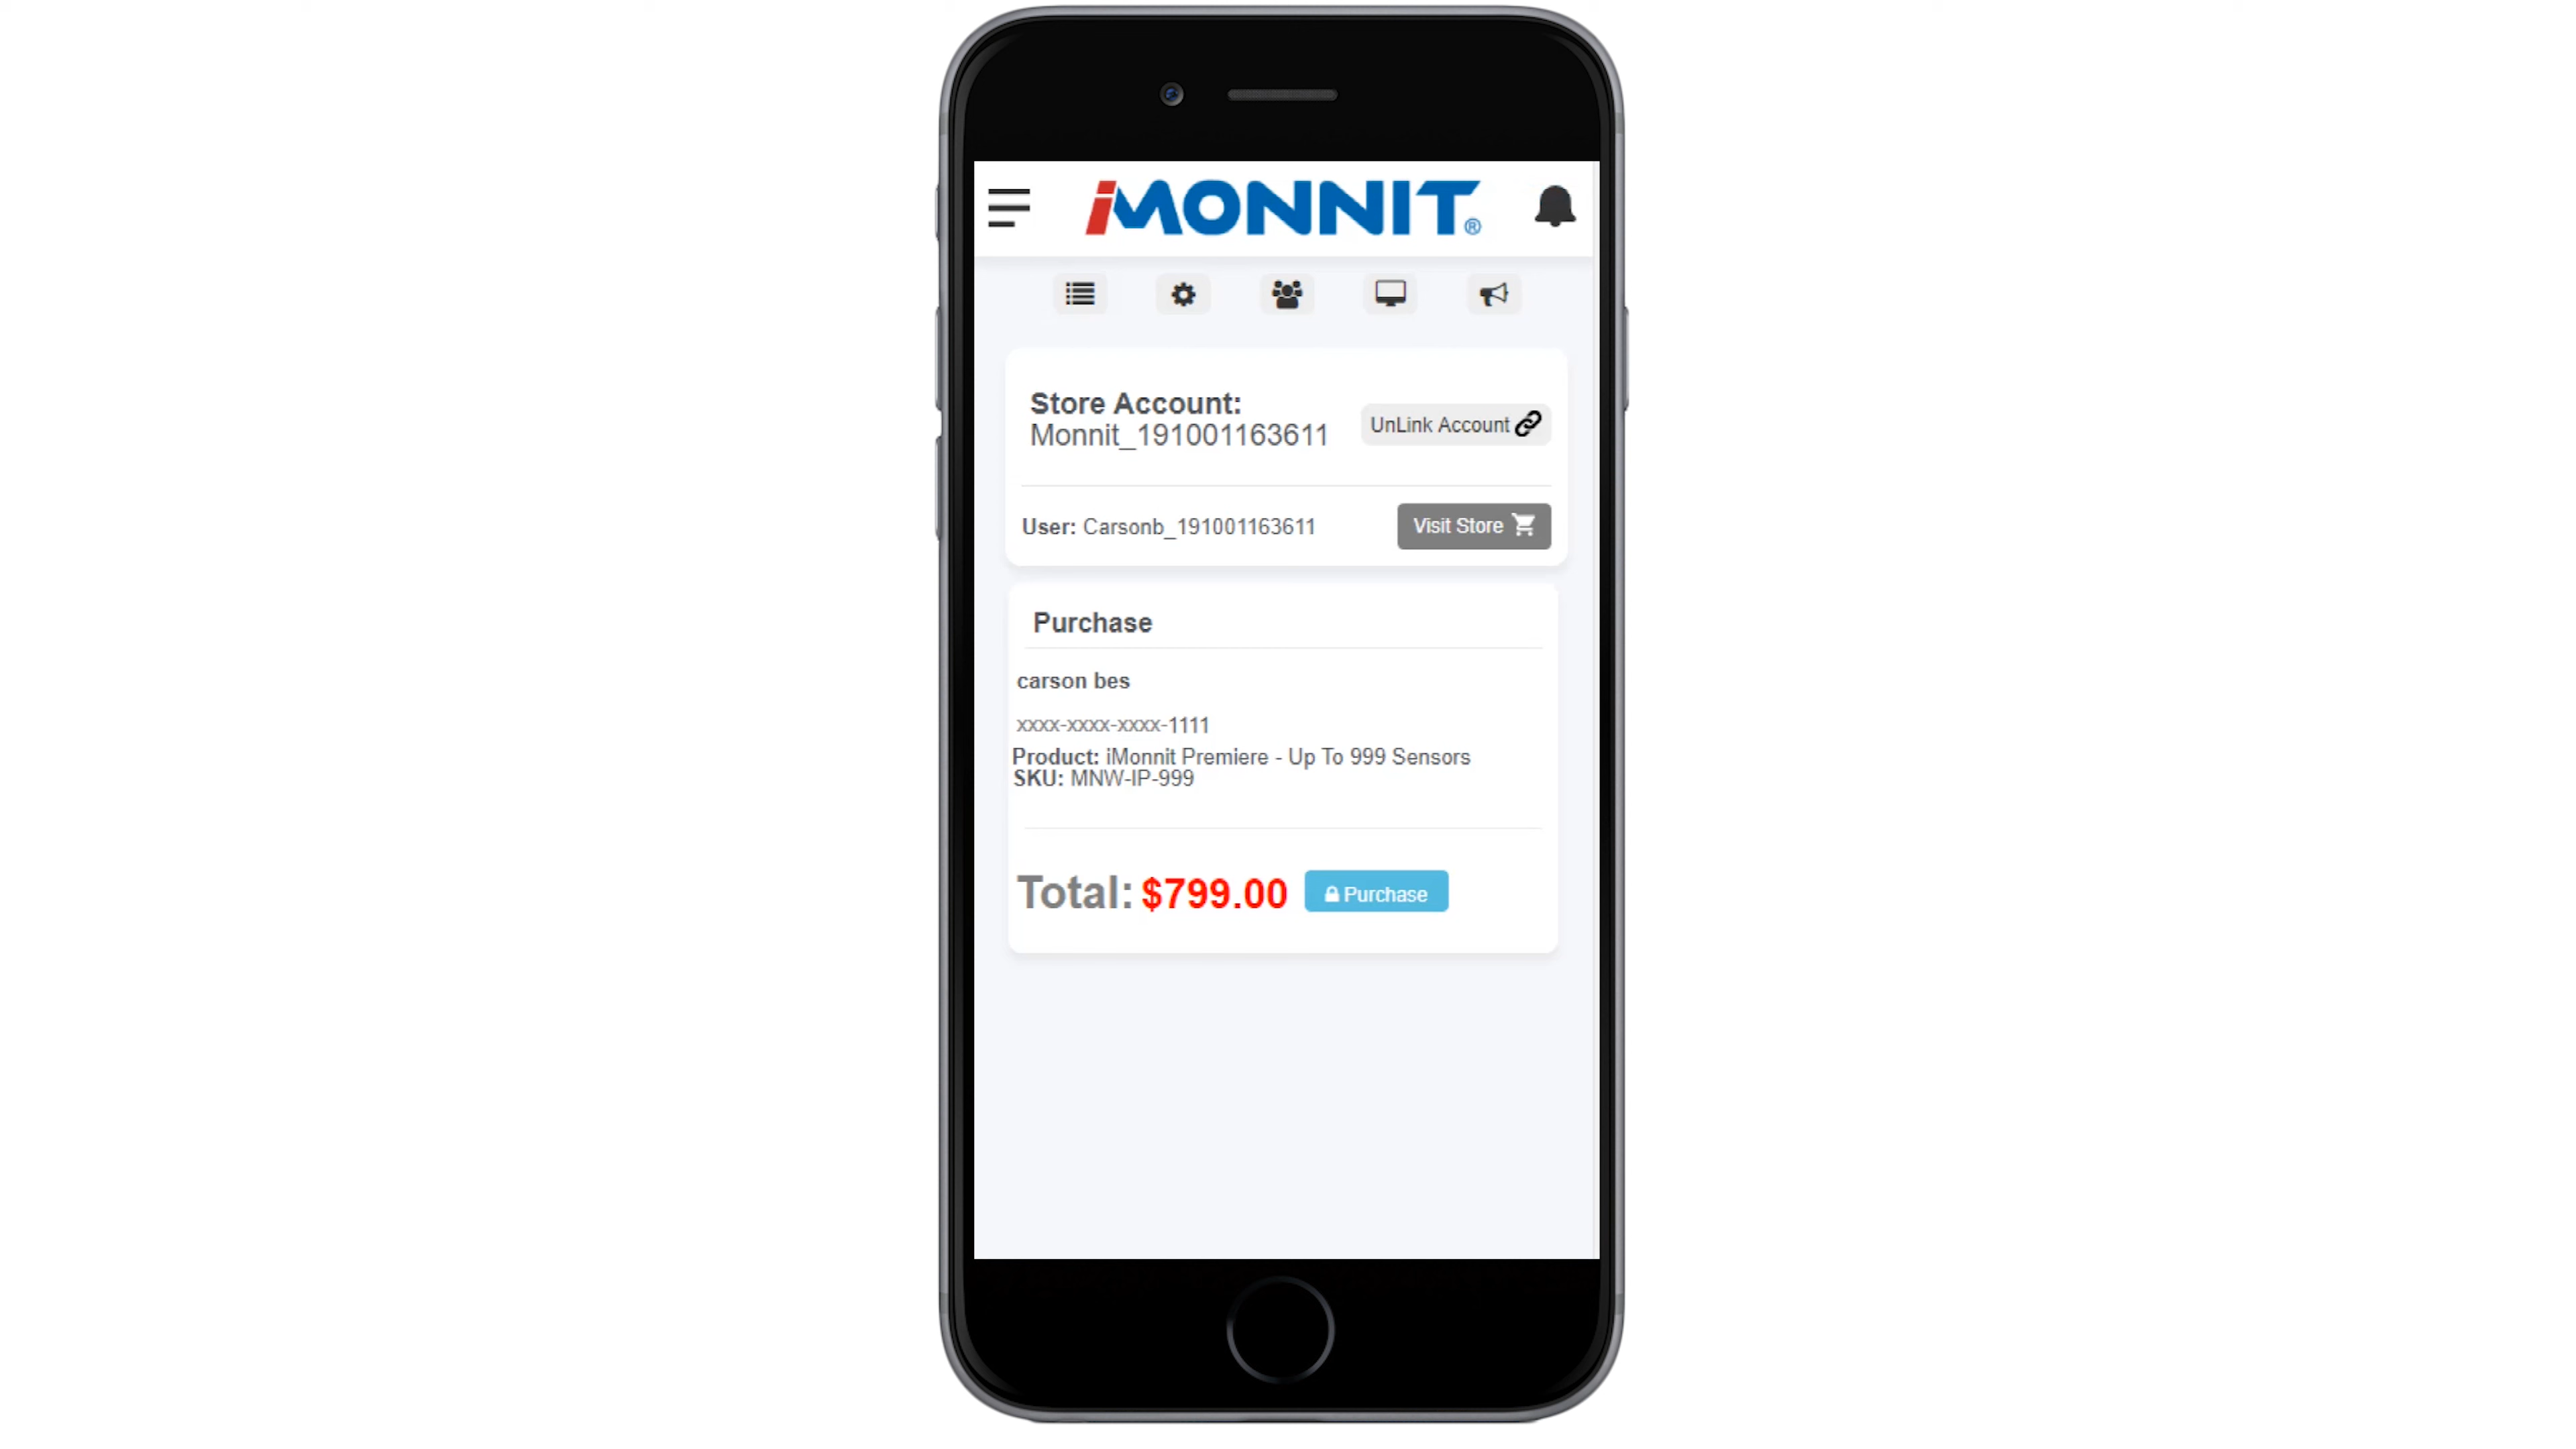 iMONNIT®
Store Account:
Monnit_191001163611
UnLink Account
User: Carsonb_191001163611
Visit Store
Purchase
carson bes
xxxx-xxxx-xxxx-1111
Product: iMonnit Premiere - Up To 999 Sensors
SKU: MNW-IP-999
Total: $799.00 Purchase